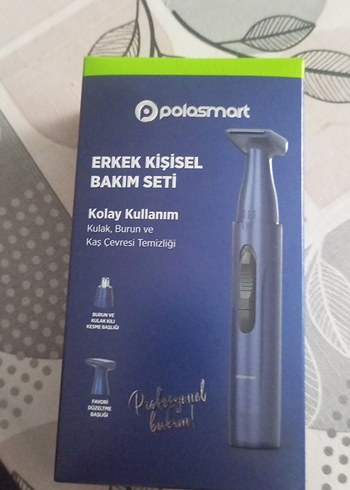 polasmart
ERKEK KİŞİSEL
BAKIM SETİ
Kolay Kullanım
Kulak, Burun ve
Kaş Çevresi Temizliği
BURUN VE
KULAK KILI
KESME BAŞLIĞI
FAVORİ
DÜZELTME
BAŞLIĞI
Profesyonel
bakım!
polasmart